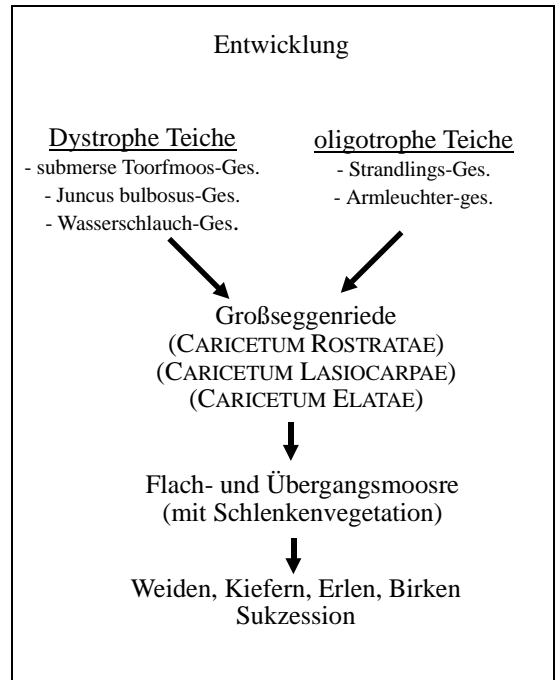 Entwicklung
Dystrophe Teiche
- submerse Toorfmoos-Ges.
- Juncus bulbosus-Ges.
- Wasserschlauch-Ges.
oligotrophe Teiche
- Strandlings-Ges.
- Armleuchter-ges.
Großseggenriede
(CARICETUM ROSTRATAE)
(CARICETUM LASIOCARPAE)
(CARICETUM ELATAE)
Flach- und Übergangsmoosre
(mit Schlenkenvegetation)
Weiden, Kiefern, Erlen, Birken
Sukzession